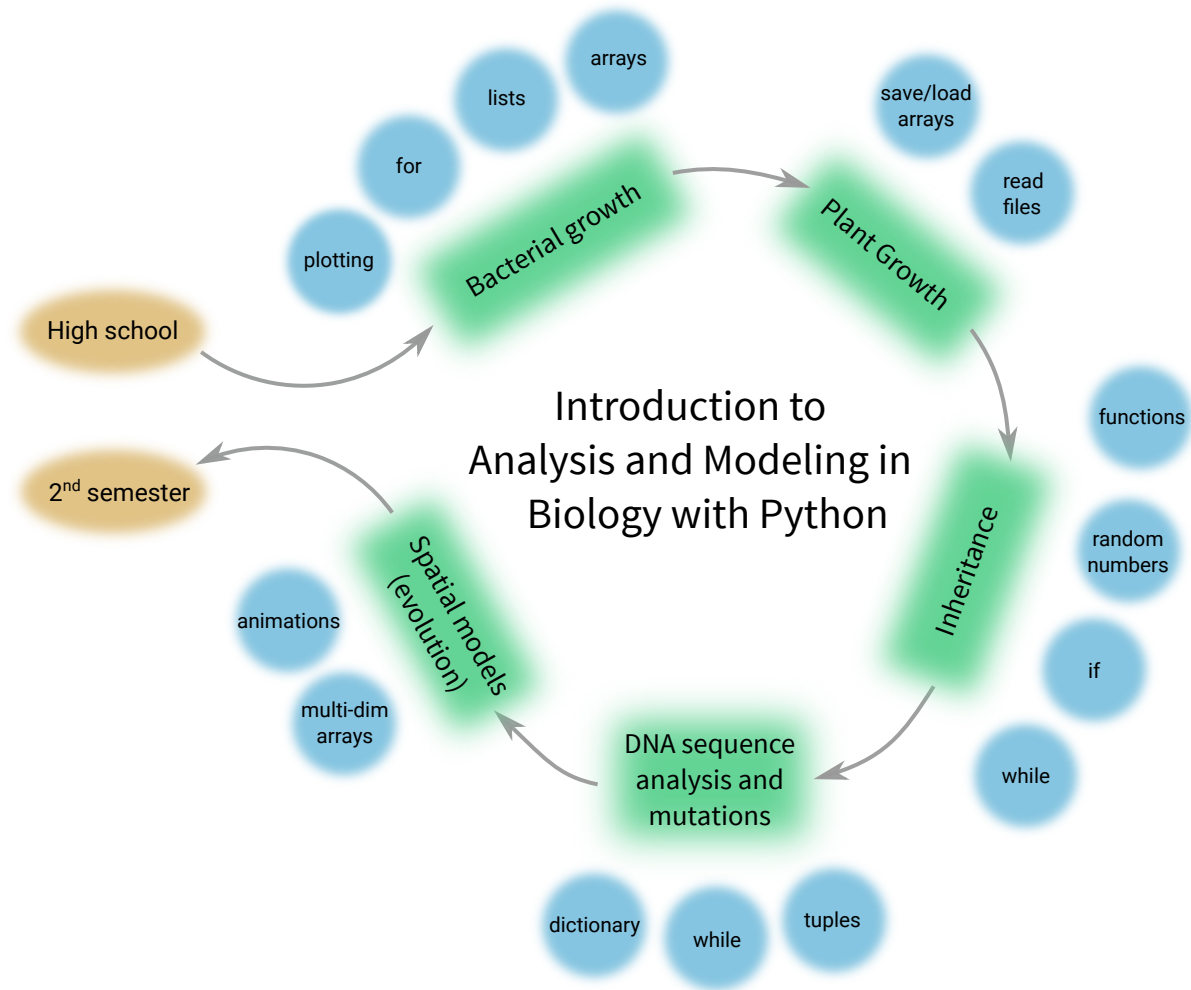 arrays
lists
for
plotting
Bacterial growth
save/load
arrays
read
files
Plant Growth
High school
Introduction to
Analysis and Modeling in
Biology with Python
functions
random
numbers
if
while
Inheritance
2nd semester
DNA sequence
analysis and
mutations
dictionary
while
tuples
Spatial models
(evolution)
animations
multi-dim
arrays